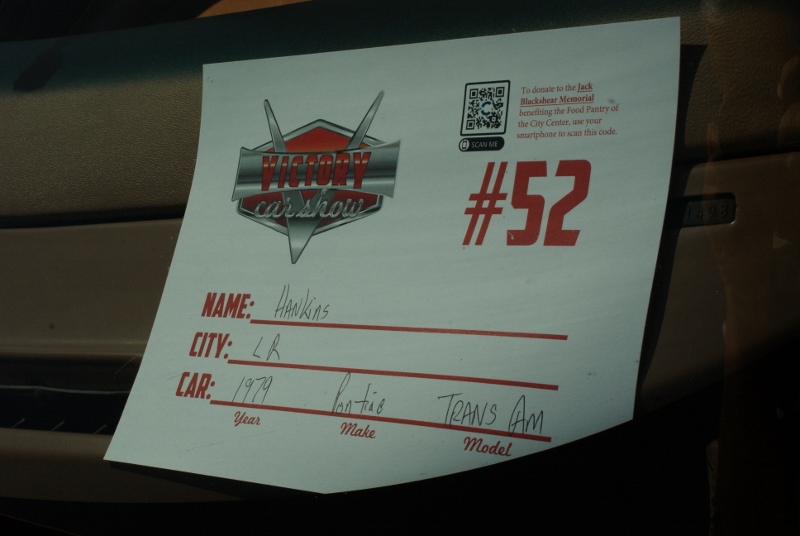 To donate to the Jack
Blackshear Memorial
benefiting the Food Pantry of
the City Center, use your
smartphone to scan this code.
SCAN ME
VICTORY
car show
#52
NAME: HANKINS
CITY: LR
CAR: 1979 Pontiac TRANS AM
Year Make Model